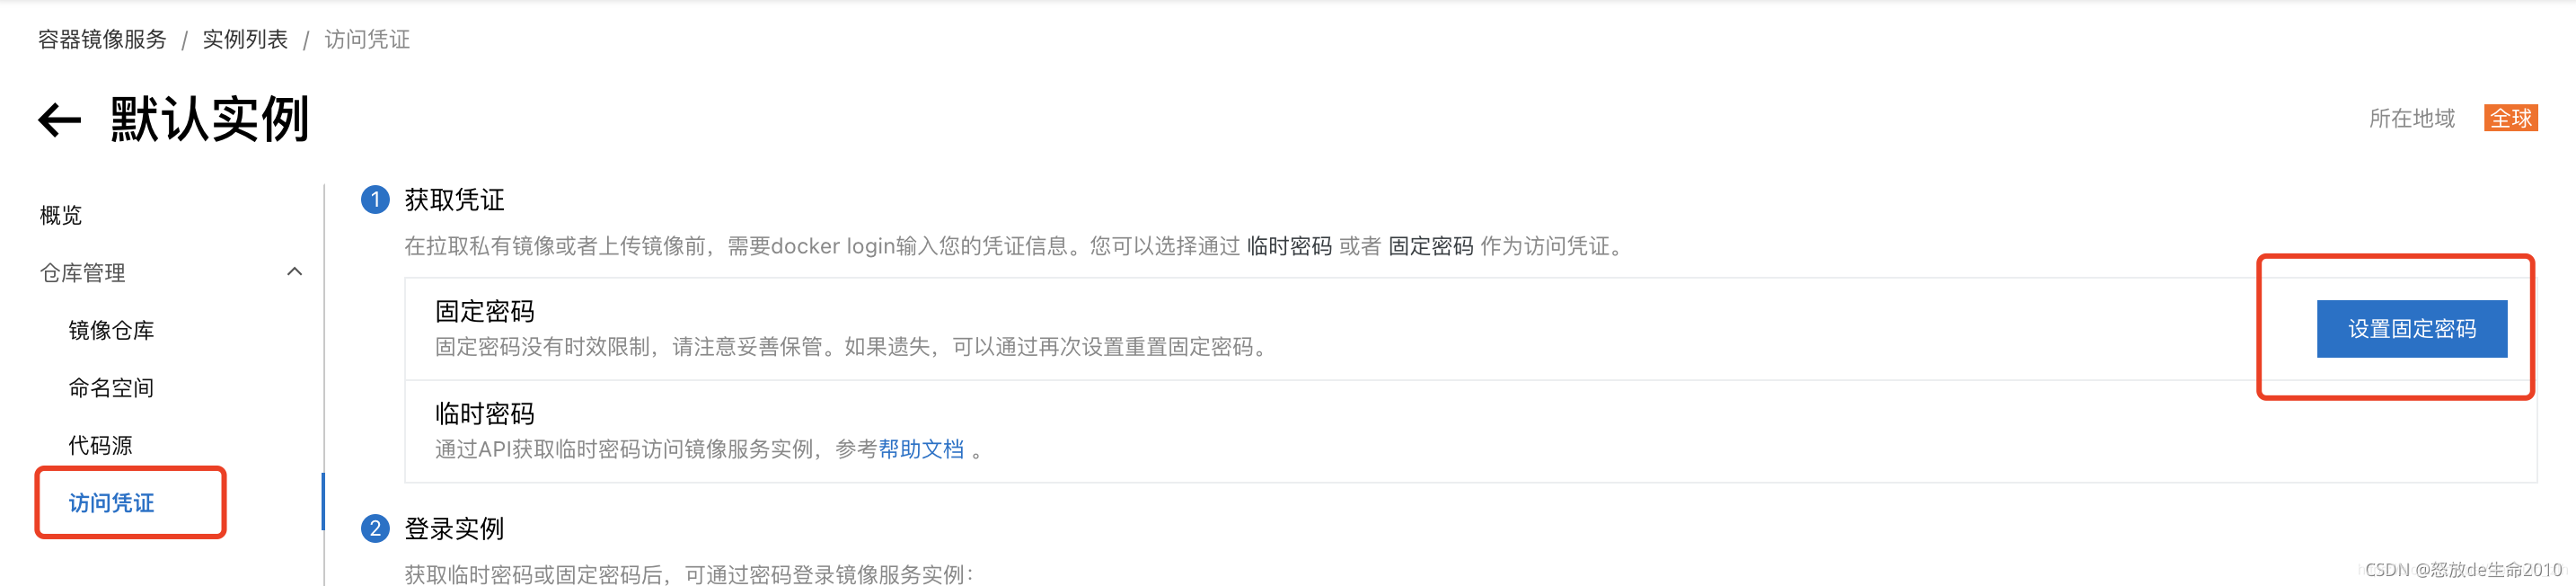 容器镜像服务 / 实例列表 / 访问凭证
← 默认实例
所在地域 全球
概览
仓库管理
镜像仓库
命名空间
代码源
访问凭证
1 获取凭证
在拉取私有镜像或者上传镜像前，需要docker login输入您的凭证信息。您可以选择通过 临时密码 或者 固定密码 作为访问凭证。
固定密码
固定密码没有时效限制，请注意妥善保管。如果遗失，可以通过再次设置重置固定密码。
设置固定密码
临时密码
通过API获取临时密码访问镜像服务实例，参考帮助文档 。
2 登录实例
获取临时密码或固定密码后，可通过密码登录镜像服务实例：
CSDN @怒放de生命2010